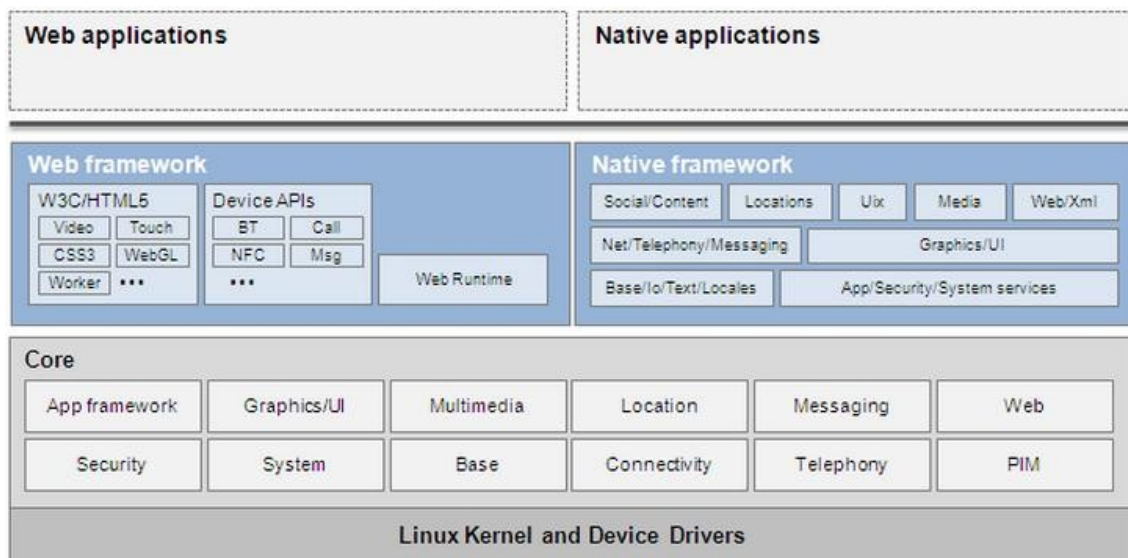 Web applications
Native applications
Web framework
W3C/HTML5
Video
Touch
CSS3
WebGL
Worker
•••
Device APIs
BT
Call
NFC
Msg
•••
Web Runtime
Native framework
Social/Content
Locations
Uix
Media
Web/Xml
Net/Telephony/Messaging
Graphics/UI
Base/Io/Text/Locales
App/Security/System services
Core
App framework
Graphics/UI
Multimedia
Location
Messaging
Web
Security
System
Base
Connectivity
Telephony
PIM
Linux Kernel and Device Drivers